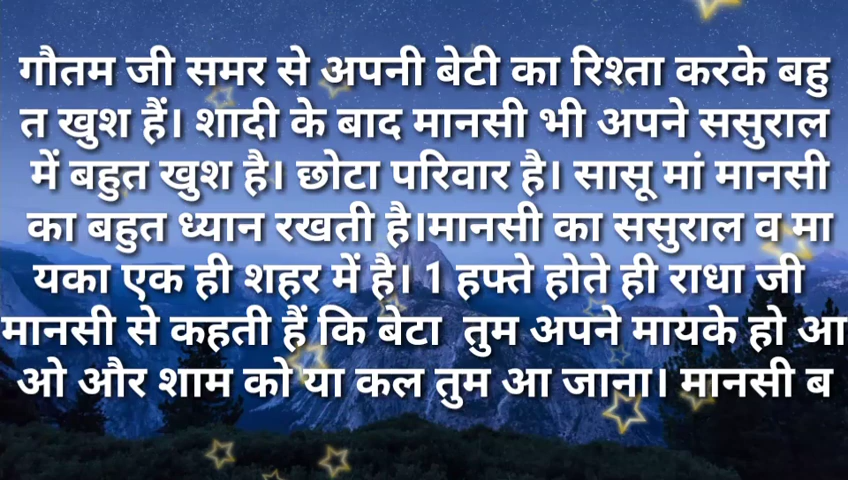 गौतम जी समर से अपनी बेटी का रिश्ता करके बहु
त खुश हैं। शादी के बाद मानसी भी अपने ससुराल
में बहुत खुश है। छोटा परिवार है। सासू मां मानसी
का बहुत ध्यान रखती है।मानसी का ससुराल व मा
यका एक ही शहर में है। 1 हफ्ते होते ही राधा जी
मानसी से कहती हैं कि बेटा तुम अपने मायके हो आ
ओ और शाम को या कल तुम आ जाना। मानसी ब